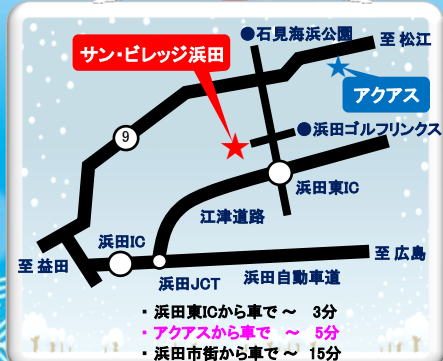 ●石見海浜公園
至 松江
サン・ビレッジ浜田
アクアス
●浜田ゴルフリンクス
9
浜田東IC
江津道路
浜田IC
至 益田
至 広島
浜田JCT
浜田自動車道
・浜田東ICから車で ～ 3分
・アクアスから車で ～ 5分
・浜田市街から車で ～ 15分